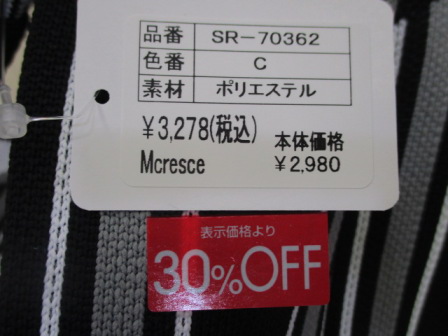 品番 SR-70362
色番 C
素材 ポリエステル
￥3,278(税込) 本体価格
Mcresce ￥2,980
表示価格より
30%OFF